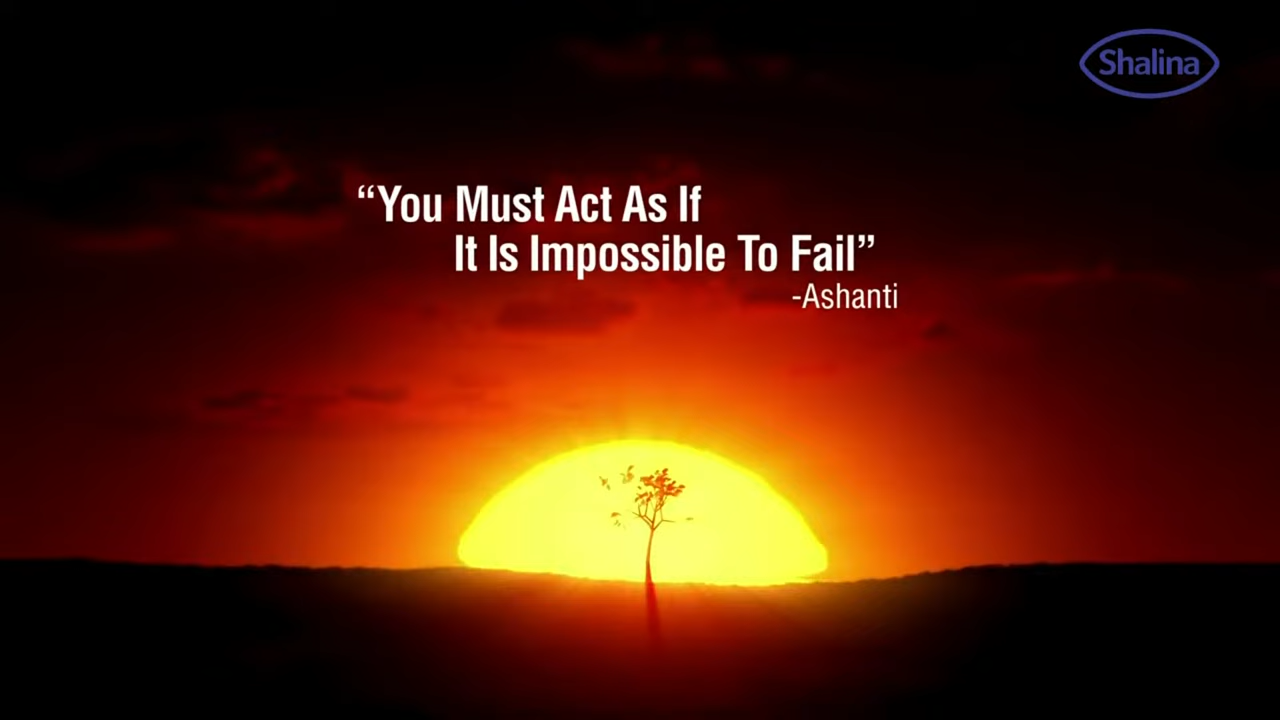 Shalina
“You Must Act As If
It Is Impossible To Fail”
-Ashanti